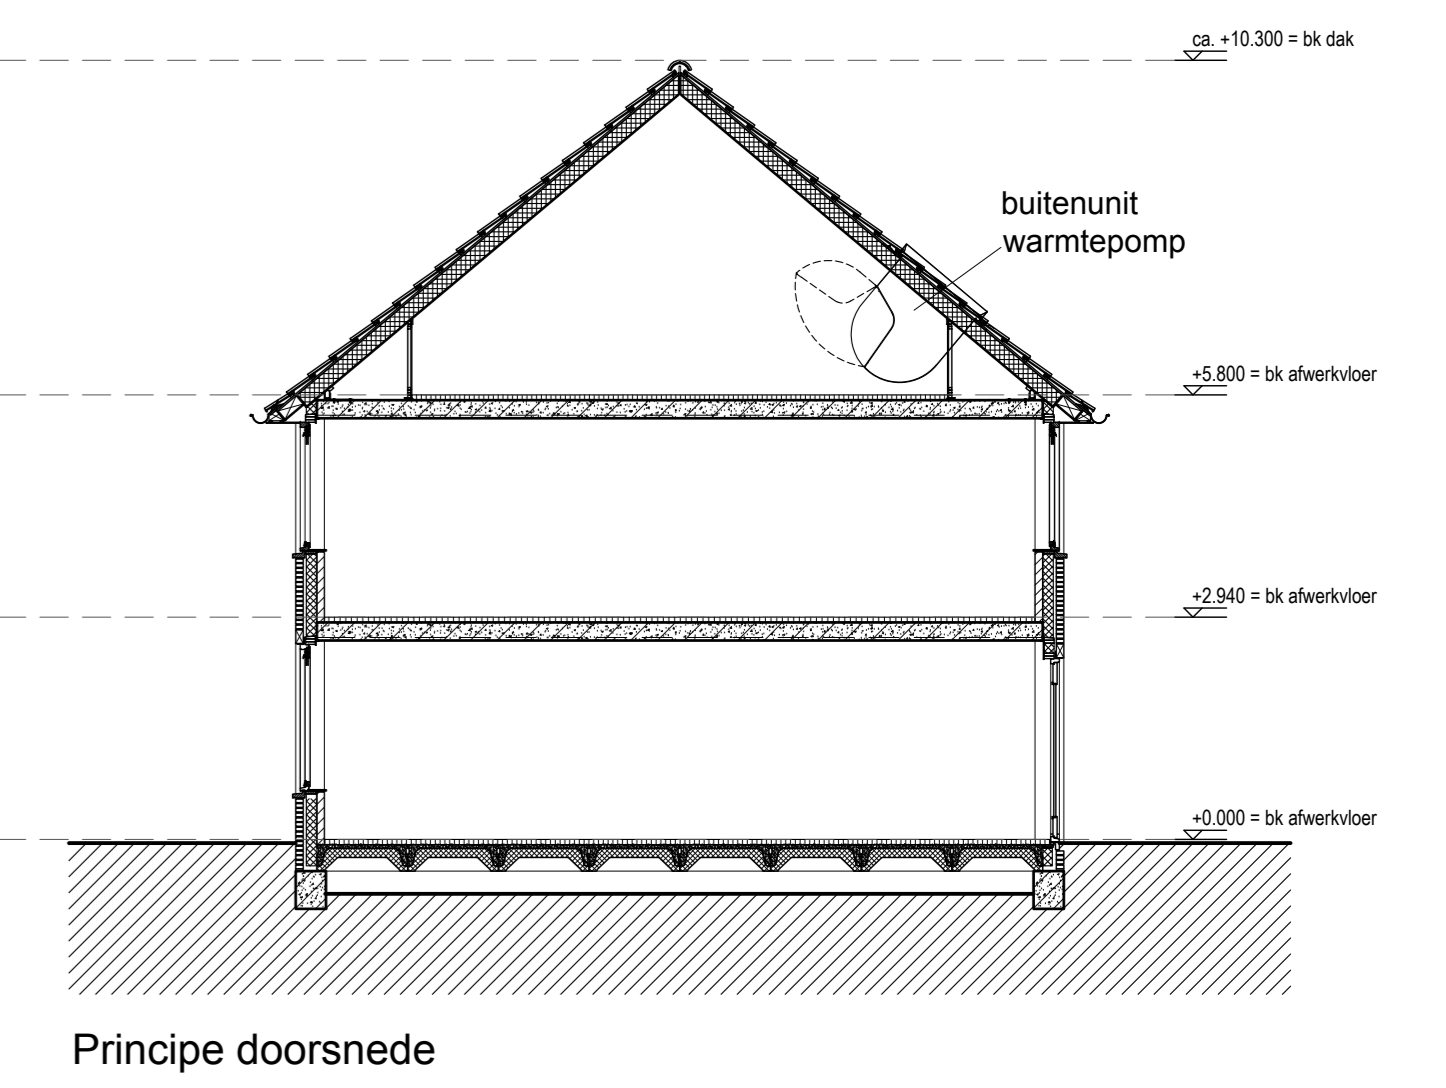 ca. +10.300 = bk dak
buitenunit
warmtepomp
+5.800 = bk afwerkvloer
+2.940 = bk afwerkvloer
+0.000 = bk afwerkvloer
Principe doorsnede